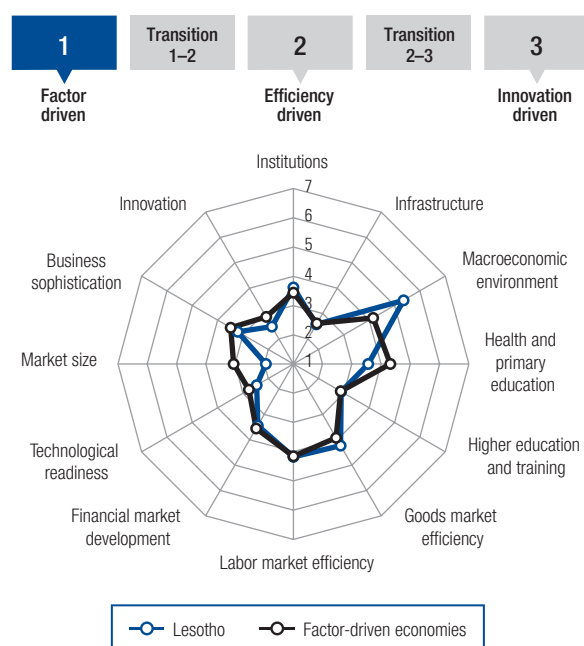 1
Transition
1–2
2
Transition
2–3
3
Factor
driven
Efficiency
driven
Innovation
driven
Institutions
7
6
5
4
3
2
1
Infrastructure
Macroeconomic
environment
Health and
primary
education
Higher education
and training
Goods market
efficiency
Labor market efficiency
Financial market
development
Technological
readiness
Market size
Business
sophistication
Innovation
Lesotho
Factor-driven economies